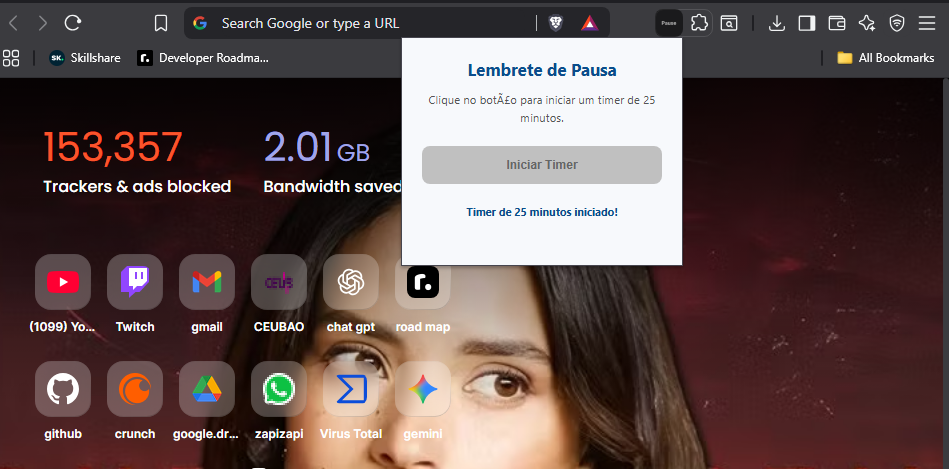 Search Google or type a URL
Pausa
Skillshare
Developer Roadma...
All Bookmarks
Lembrete de Pausa
Clique no botÃ£o para iniciar um timer de 25
minutos.
Iniciar Timer
Timer de 25 minutos iniciado!
153,357
Trackers & ads blocked
2.01 GB
Bandwidth saved
(1099) Yo...
Twitch
gmail
CEUBAO
chat gpt
road map
github
crunch
google.dr...
zapizapi
Virus Total
gemini
SK.
CEUB